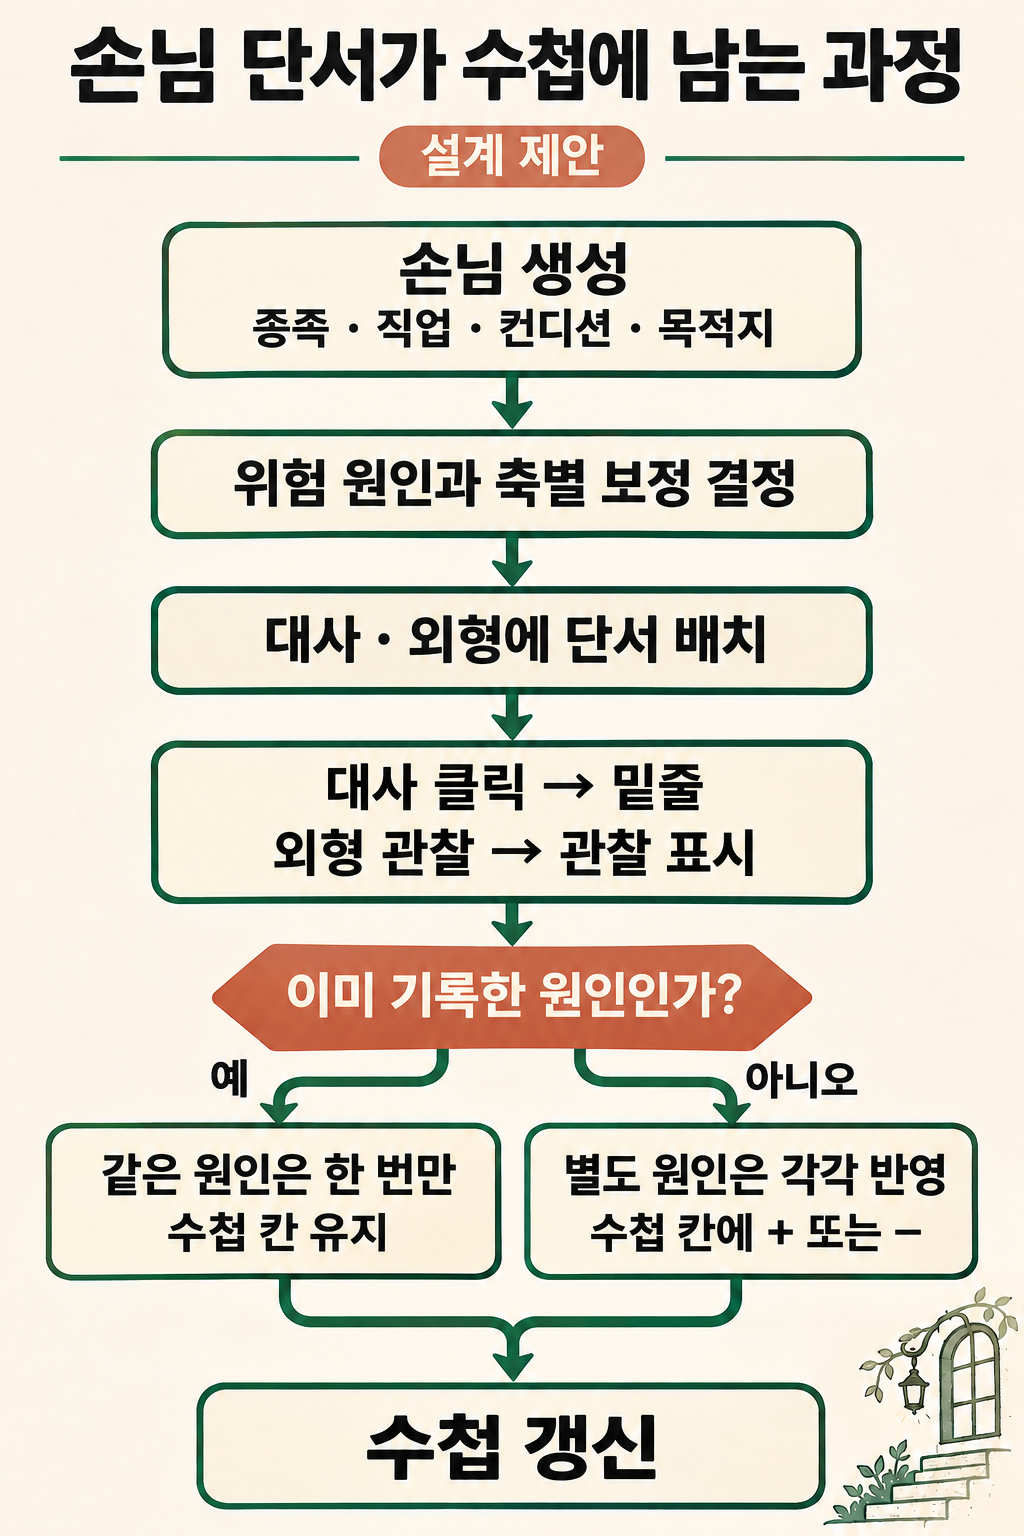 손님 단서가 수첩에 남는 과정
설계 제안
손님 생성
종족 · 직업 · 컨디션 · 목적지
위험 원인과 축별 보정 결정
대사 · 외형에 단서 배치
대사 클릭 → 밑줄
외형 관찰 → 관찰 표시
이미 기록한 원인인가?
예
아니오
같은 원인은 한 번만
수첩 칸 유지
별도 원인은 각각 반영
수첩 칸에 + 또는 −
수첩 갱신